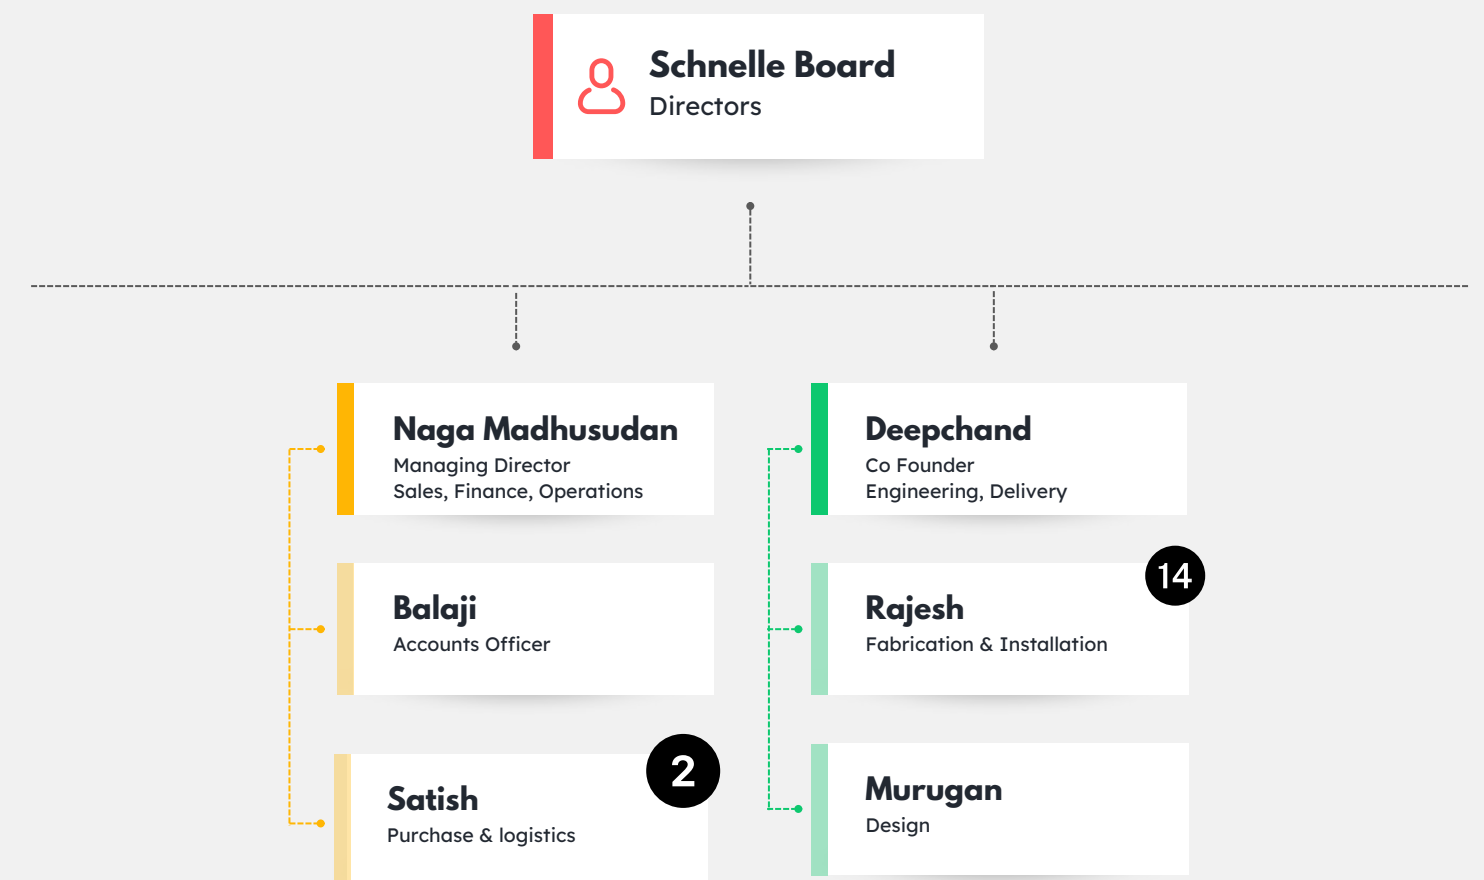 Schnelle Board
Directors
Naga Madhusudan
Managing Director
Sales, Finance, Operations
Balaji
Accounts Officer
2
Satish
Purchase & logistics
Deepchand
Co Founder
Engineering, Delivery
14
Rajesh
Fabrication & Installation
Murugan
Design